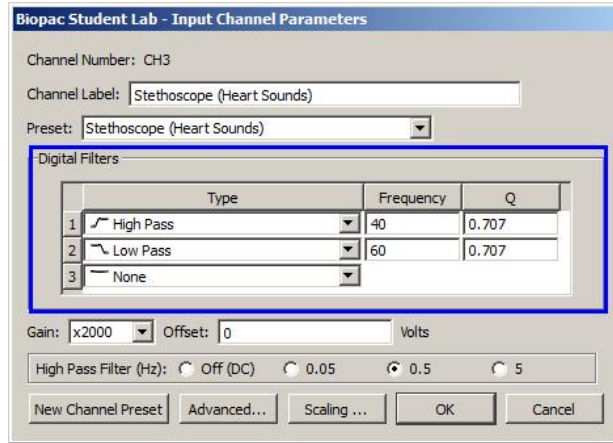 Biopac Student Lab - Input Channel Parameters
Channel Number: CH3
Channel Label: Stethoscope (Heart Sounds)
Preset: Stethoscope (Heart Sounds)
Digital Filters
Type Frequency Q
1 High Pass 40 0.707
2 Low Pass 60 0.707
3 None
Gain: x2000 Offset: 0 Volts
High Pass Filter (Hz): Off (DC) 0.05 0.5 5
New Channel Preset Advanced... Scaling ... OK Cancel